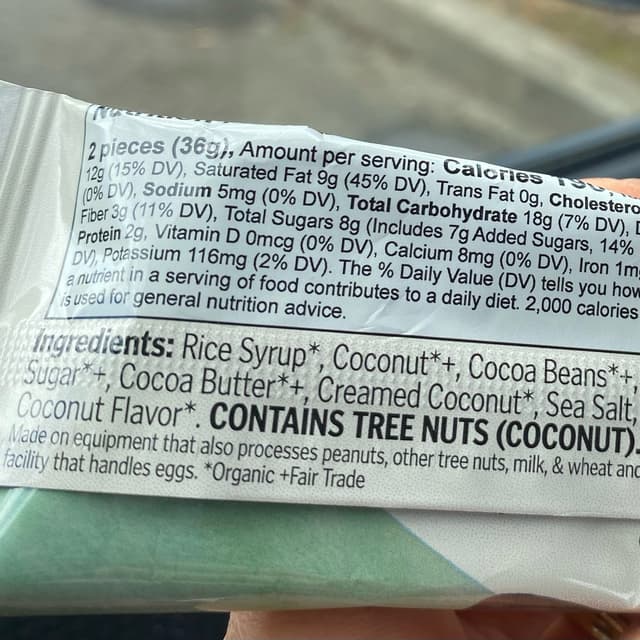 2 pieces (36g), Amount per serving: Calories
12g (15% DV), Saturated Fat 9g (45% DV), Trans Fat 0g, Cholestero
(0% DV), Sodium 5mg (0% DV), Total Carbohydrate 18g (7% DV), D
Fiber 3g (11% DV), Total Sugars 8g (Includes 7g Added Sugars, 14%
Protein 2g, Vitamin D 0mcg (0% DV), Calcium 8mg (0% DV), Iron 1m
DV), Potassium 116mg (2% DV). The % Daily Value (DV) tells you how
a nutrient in a serving of food contributes to a daily diet. 2,000 calories
is used for general nutrition advice.
Ingredients: Rice Syrup*, Coconut*+, Cocoa Beans*+
Sugar*+, Cocoa Butter*+, Creamed Coconut*, Sea Salt,
Coconut Flavor*. CONTAINS TREE NUTS (COCONUT).
Made on equipment that also processes peanuts, other tree nuts, milk, & wheat and
facility that handles eggs. *Organic +Fair Trade